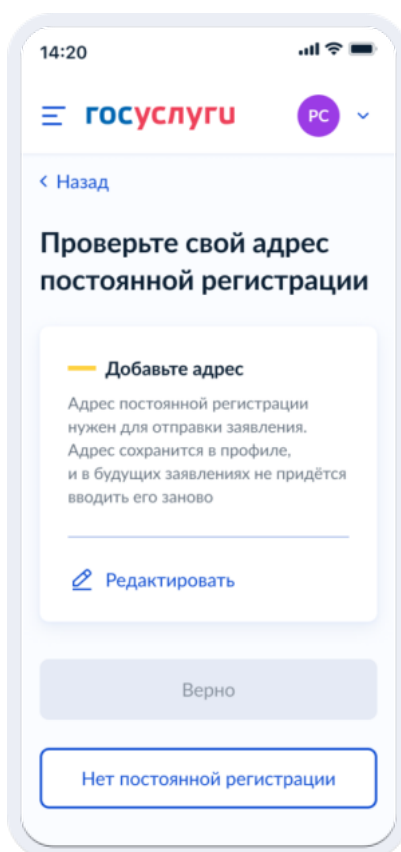 14:20
госуслуги
РС
Назад
Проверьте свой адрес
постоянной регистрации
Добавьте адрес
Адрес постоянной регистрации
нужен для отправки заявления.
Адрес сохранится в профиле,
и в будущих заявлениях не придётся
вводить его заново
Редактировать
Верно
Нет постоянной регистрации